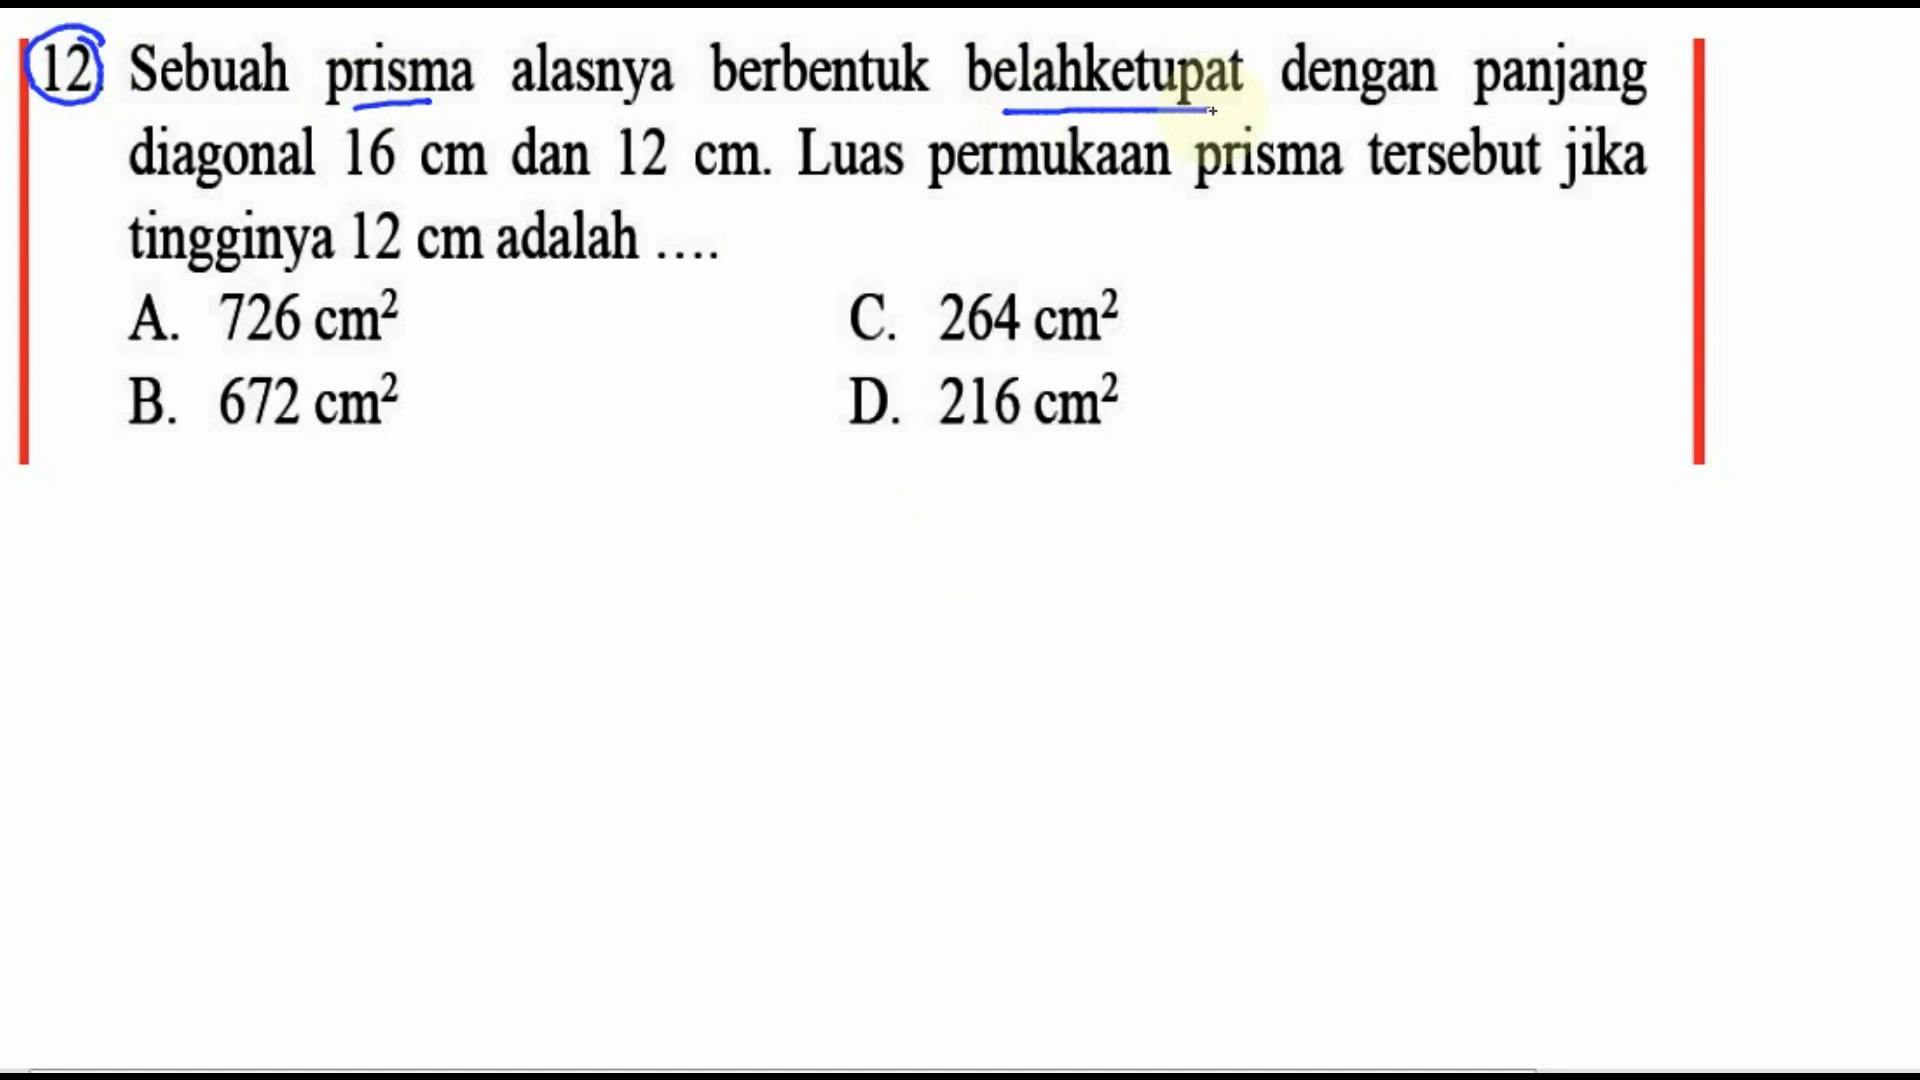 12. Sebuah prisma alasnya berbentuk belahketupat dengan panjang
diagonal 16 cm dan 12 cm. Luas permukaan prisma tersebut jika
tingginya 12 cm adalah ....
A. 726 cm²
C. 264 cm²
B. 672 cm²
D. 216 cm²